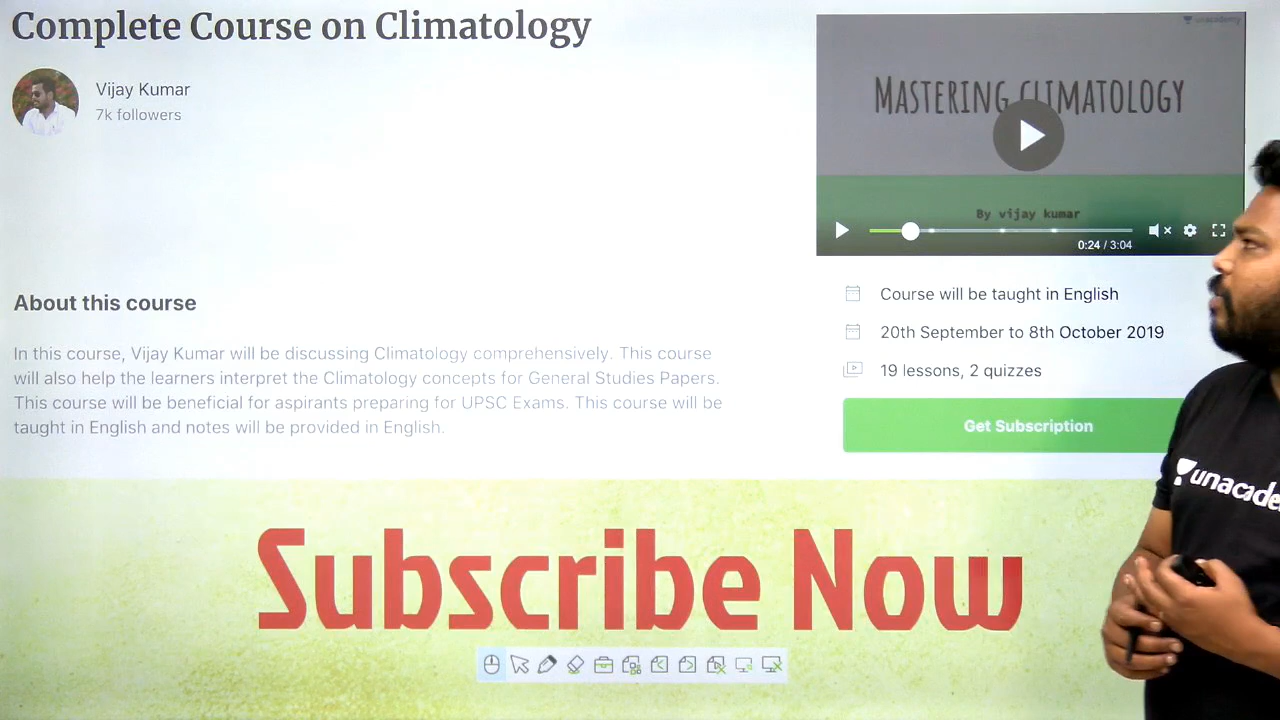 Complete Course on Climatology
Vijay Kumar
7k followers
unacademy
MASTERING CLIMATOLOGY
By vijay kumar
0:24 / 3:04
About this course
In this course, Vijay Kumar will be discussing Climatology comprehensively. This course
will also help the learners interpret the Climatology concepts for General Studies Papers.
This course will be beneficial for aspirants preparing for UPSC Exams. This course will be
taught in English and notes will be provided in English.
Course will be taught in English
20th September to 8th October 2019
19 lessons, 2 quizzes
Get Subscription
unacade
Subscribe Now